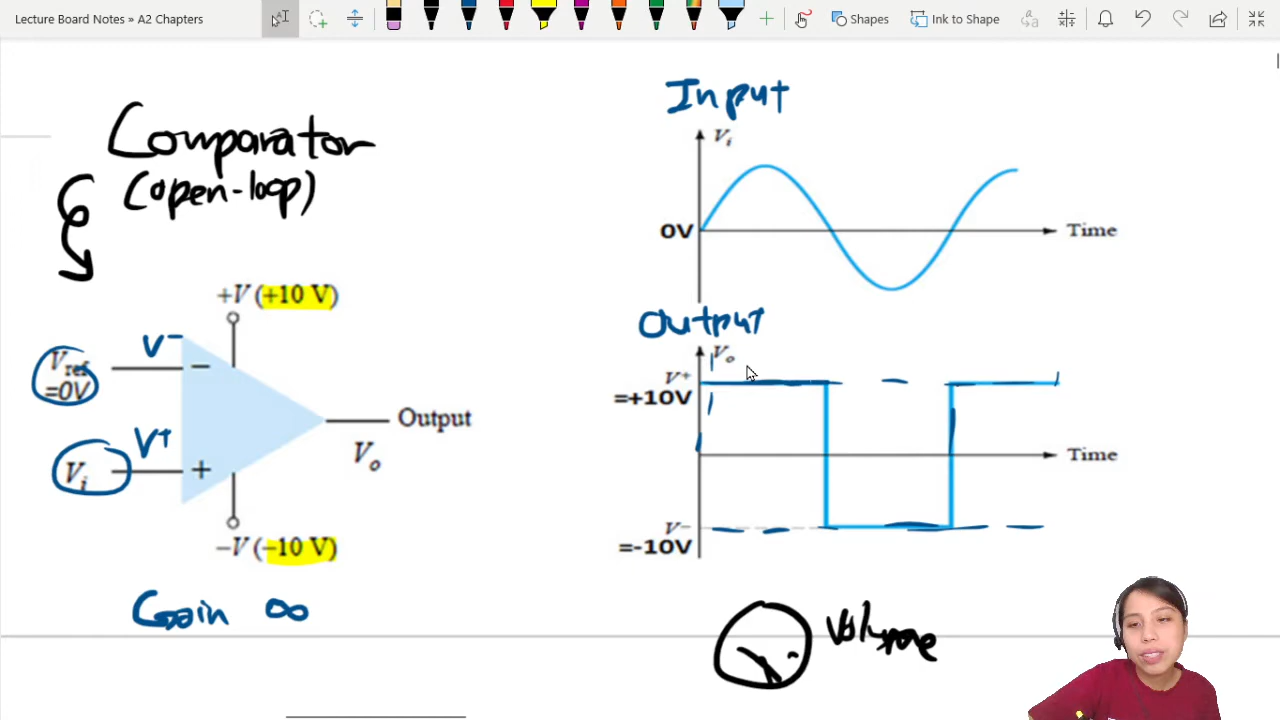 Lecture Board Notes » A2 Chapters
Shapes
Ink to Shape
Comparator
(open-loop)
+V (+10 V)
V−
Vref
=0V
−
V+
Vi
+
Output
Vo
−V (−10 V)
Gain ∞
Input
Vi
0V
Time
Output
Vo
V+
=+10V
Time
V−
=-10V
Volume